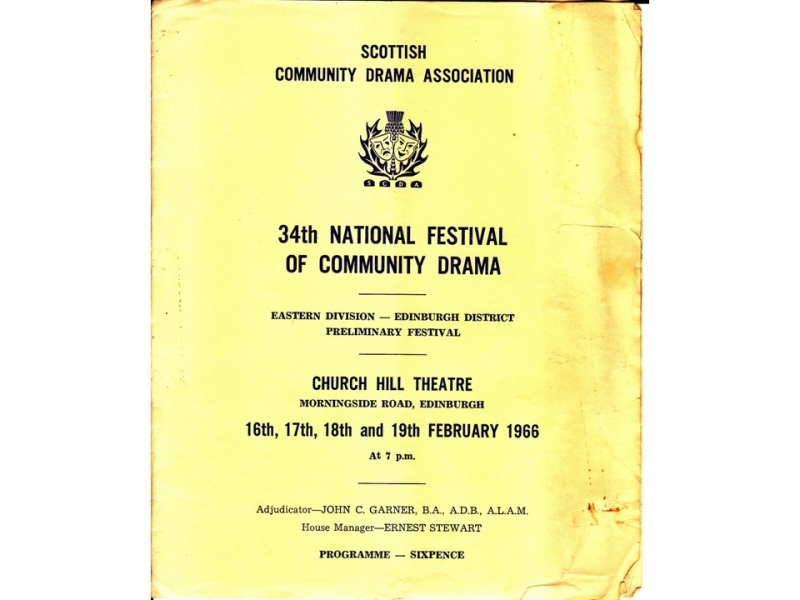 SCOTTISH
COMMUNITY DRAMA ASSOCIATION
S C D A
34th NATIONAL FESTIVAL
OF COMMUNITY DRAMA
EASTERN DIVISION — EDINBURGH DISTRICT
PRELIMINARY FESTIVAL
CHURCH HILL THEATRE
MORNINGSIDE ROAD, EDINBURGH
16th, 17th, 18th and 19th FEBRUARY 1966
At 7 p.m.
Adjudicator—JOHN C. GARNER, B.A., A.D.B., A.L.A.M.
House Manager—ERNEST STEWART
PROGRAMME — SIXPENCE